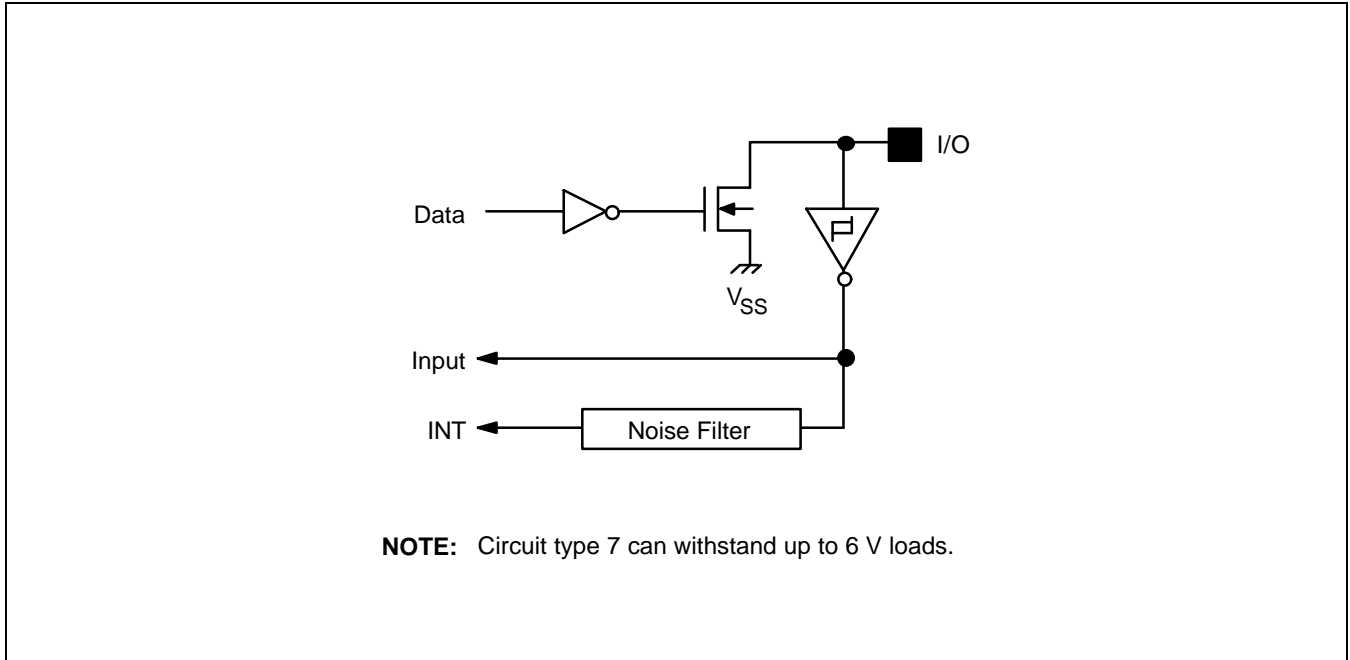 I/O
Data
VSS
Input
INT
Noise Filter
NOTE: Circuit type 7 can withstand up to 6 V loads.